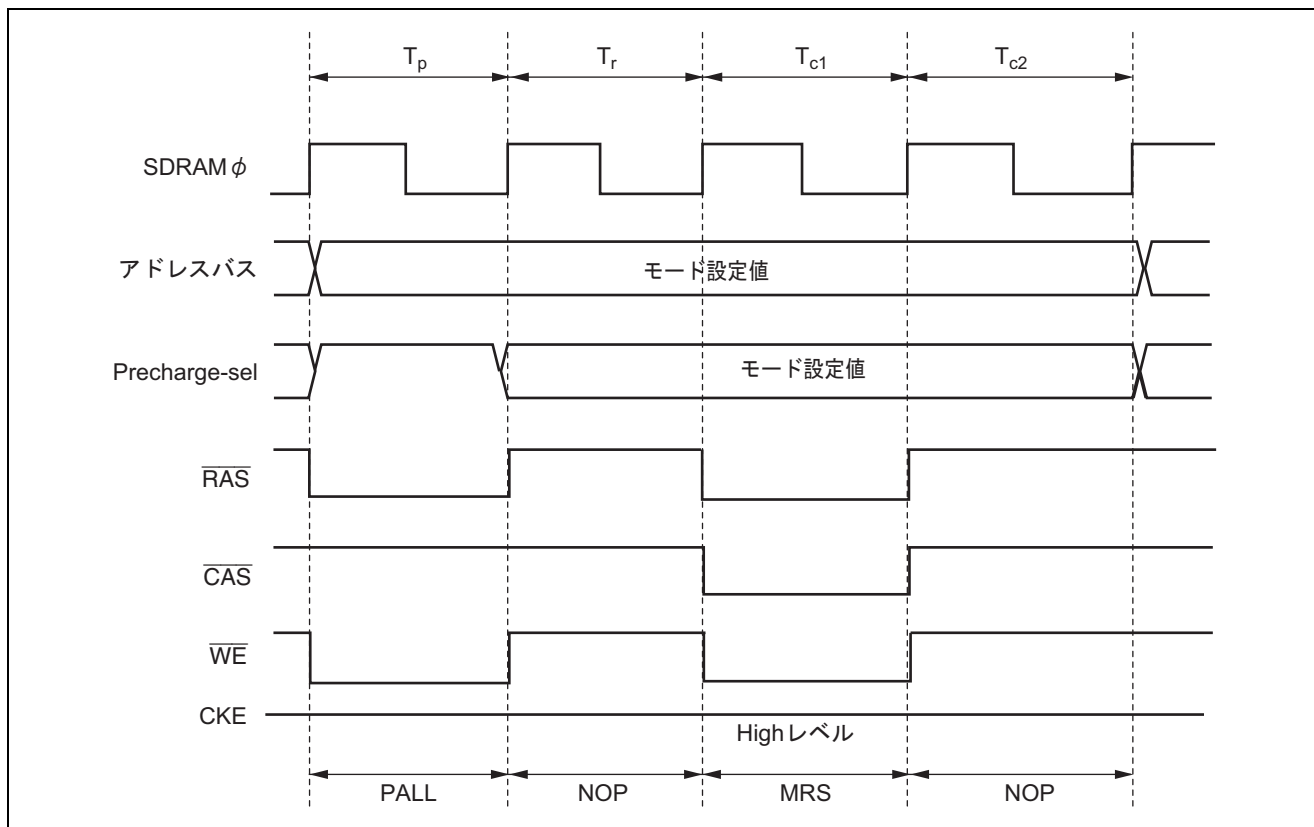 Tp Tr Tc1 Tc2
SDRAMφ
アドレスバス モード設定値
Precharge-sel モード設定値
RAS
CAS
WE
CKE
Highレベル
PALL NOP MRS NOP